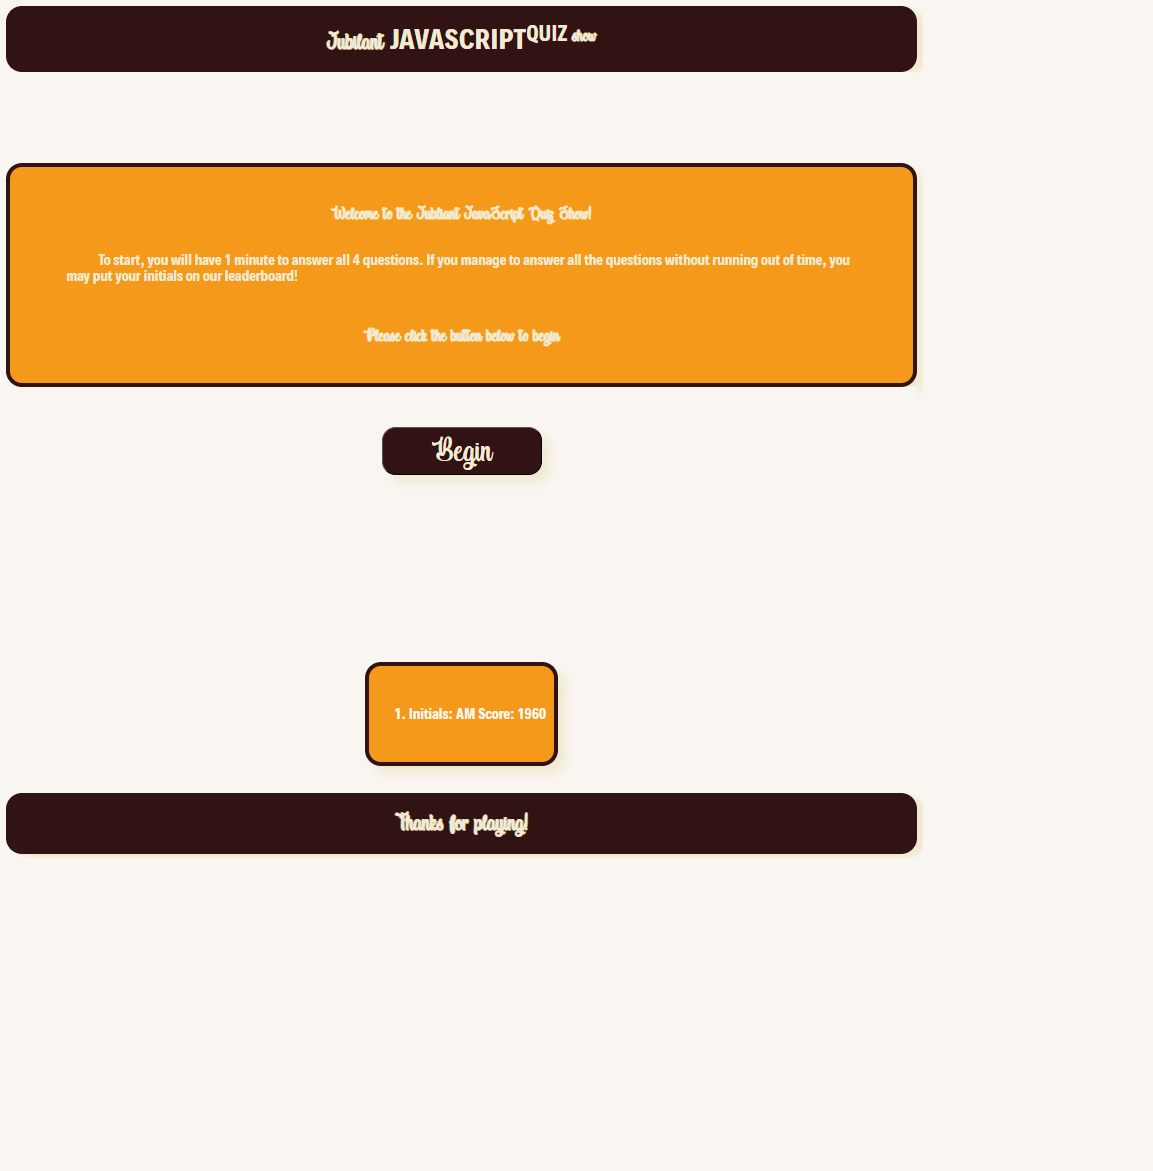 Jubilant JAVASCRIPTQUIZ show
Welcome to the Jubilant JavaScript Quiz Show!
To start, you will have 1 minute to answer all 4 questions. If you manage to answer all the questions without running out of time, you
may put your initials on our leaderboard!
Please click the button below to begin
Begin
1. Initials: AM Score: 1960
Thanks for playing!